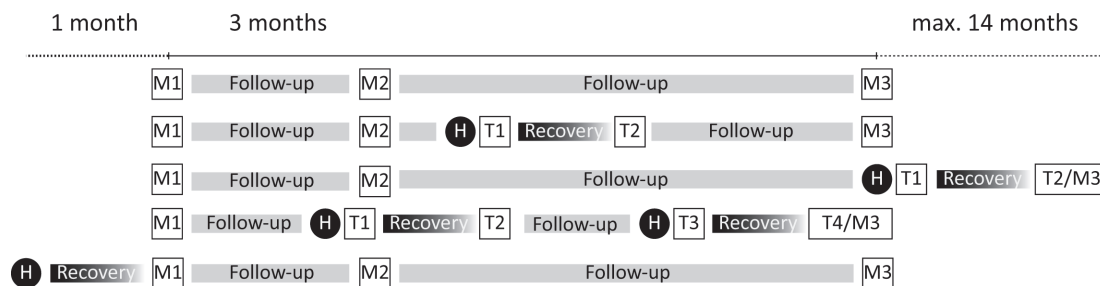 1 month 3 months max. 14 months
M1 Follow-up M2 Follow-up M3
M1 Follow-up M2 H T1 Recovery T2 Follow-up M3
M1 Follow-up M2 Follow-up H T1 Recovery T2/M3
M1 Follow-up H T1 Recovery T2 Follow-up H T3 Recovery T4/M3
H Recovery M1 Follow-up M2 Follow-up M3